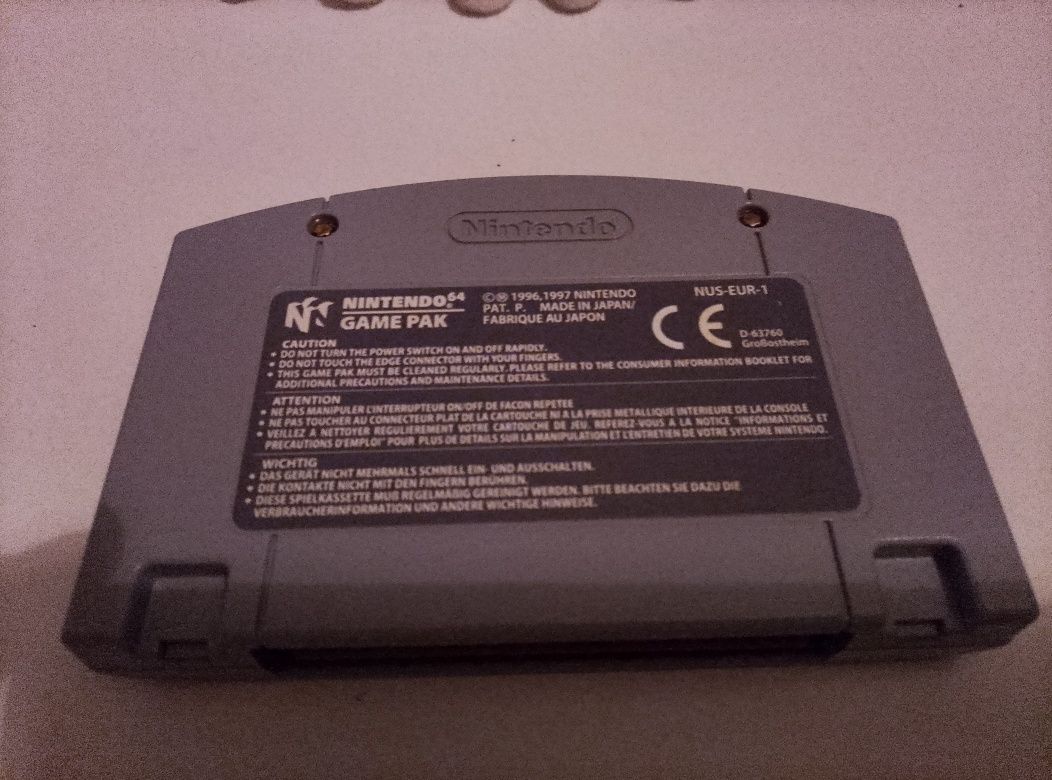 Nintendo
NINTENDO64
GAME PAK
©Ⓜ 1996,1997 NINTENDO
PAT. P. MADE IN JAPAN/
FABRIQUE AU JAPON
NUS-EUR-1
CE
D-63760
Großostheim
CAUTION
• DO NOT TURN THE POWER SWITCH ON AND OFF RAPIDLY.
• DO NOT TOUCH THE EDGE CONNECTOR WITH YOUR FINGERS.
• THIS GAME PAK MUST BE CLEANED REGULARLY. PLEASE REFER TO THE CONSUMER INFORMATION BOOKLET FOR
ADDITIONAL PRECAUTIONS AND MAINTENANCE DETAILS.
ATTENTION
• NE PAS MANIPULER L'INTERRUPTEUR ON/OFF DE FACON REPETEE
• NE PAS TOUCHER AU CONNECTEUR PLAT DE LA CARTOUCHE NI A LA PRISE METALLIQUE INTERIEURE DE LA CONSOLE
• VEILLEZ A NETTOYER REGULIEREMENT VOTRE CARTOUCHE DE JEU. REFEREZ-VOUS A LA NOTICE "INFORMATIONS ET
PRECAUTIONS D'EMPLOI" POUR PLUS DE DETAILS SUR LA MANIPULATION ET L'ENTRETIEN DE VOTRE SYSTEME NINTENDO.
WICHTIG
• DAS GERÄT NICHT MEHRMALS SCHNELL EIN- UND AUSSCHALTEN.
• DIE KONTAKTE NICHT MIT DEN FINGERN BERÜHREN.
• DIESE SPIELKASSETTE MUß REGELMÄßIG GEREINIGT WERDEN. BITTE BEACHTEN SIE DAZU DIE
VERBRAUCHERINFORMATION UND ANDERE WICHTIGE HINWEISE.